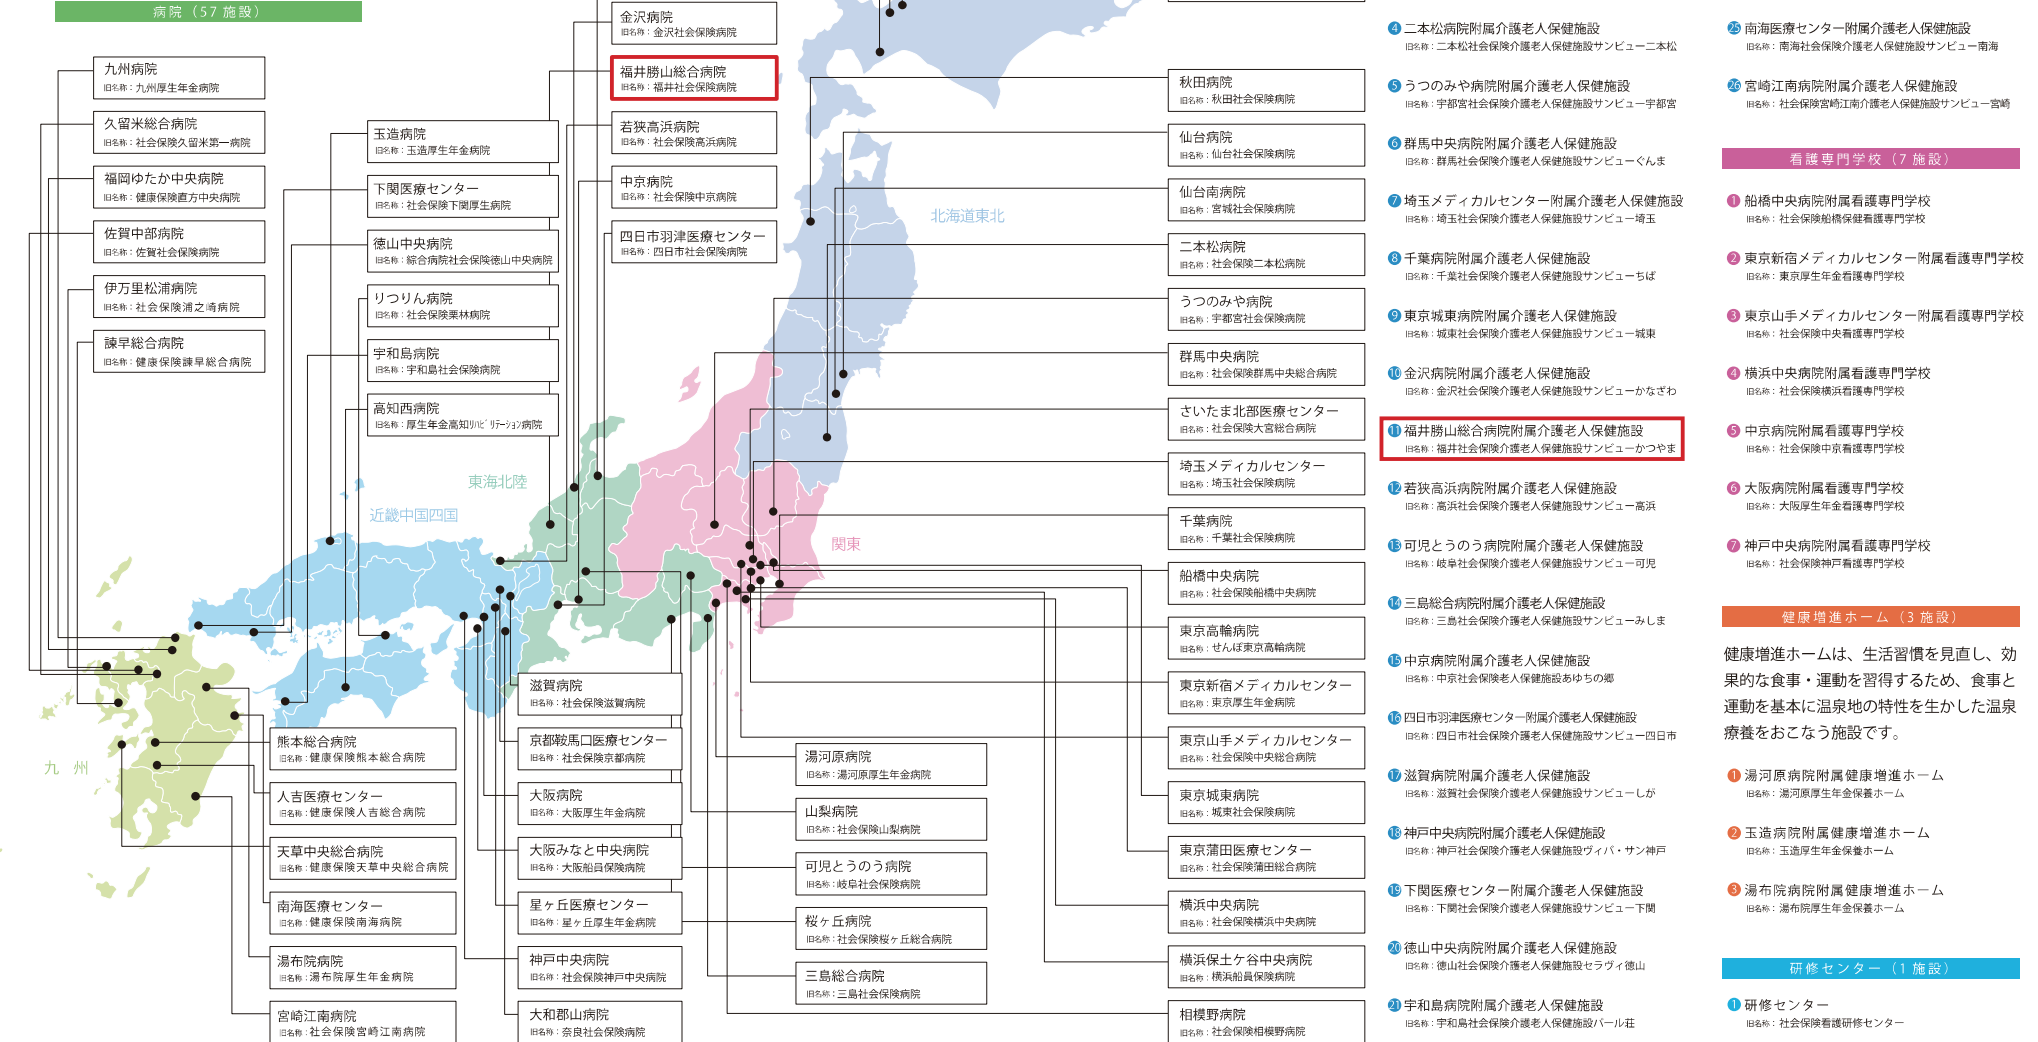 病院（57 施設）
九州病院
旧名称：九州厚生年金病院
久留米総合病院
旧名称：社会保険久留米第一病院
福岡ゆたか中央病院
旧名称：健康保険直方中央病院
佐賀中部病院
旧名称：佐賀社会保険病院
伊万里松浦病院
旧名称：社会保険浦之崎病院
諫早総合病院
旧名称：健康保険諫早総合病院
玉造病院
旧名称：玉造厚生年金病院
下関医療センター
旧名称：社会保険下関厚生病院
徳山中央病院
旧名称：綜合病院社会保険徳山中央病院
りつりん病院
旧名称：社会保険栗林病院
宇和島病院
旧名称：宇和島社会保険病院
高知西病院
旧名称：厚生年金高知ﾘﾊﾋﾞﾘﾃｰｼｮﾝ病院
金沢病院
旧名称：金沢社会保険病院
福井勝山総合病院
旧名称：福井社会保険病院
若狭高浜病院
旧名称：社会保険高浜病院
中京病院
旧名称：社会保険中京病院
四日市羽津医療センター
旧名称：四日市社会保険病院
北海道東北
東海北陸
近畿中国四国
関東
九 州
熊本総合病院
旧名称：健康保険熊本総合病院
人吉医療センター
旧名称：健康保険人吉総合病院
天草中央総合病院
旧名称：健康保険天草中央総合病院
南海医療センター
旧名称：健康保険南海病院
湯布院病院
旧名称：湯布院厚生年金病院
宮崎江南病院
旧名称：社会保険宮崎江南病院
滋賀病院
旧名称：社会保険滋賀病院
京都鞍馬口医療センター
旧名称：社会保険京都病院
大阪病院
旧名称：大阪厚生年金病院
大阪みなと中央病院
旧名称：大阪船員保険病院
星ヶ丘医療センター
旧名称：星ヶ丘厚生年金病院
神戸中央病院
旧名称：社会保険神戸中央病院
大和郡山病院
旧名称：奈良社会保険病院
湯河原病院
旧名称：湯河原厚生年金病院
山梨病院
旧名称：社会保険山梨病院
可児とうのう病院
旧名称：岐阜社会保険病院
桜ヶ丘病院
旧名称：社会保険桜ヶ丘総合病院
三島総合病院
旧名称：三島社会保険病院
秋田病院
旧名称：秋田社会保険病院
仙台病院
旧名称：仙台社会保険病院
仙台南病院
旧名称：宮城社会保険病院
二本松病院
旧名称：社会保険二本松病院
うつのみや病院
旧名称：宇都宮社会保険病院
群馬中央病院
旧名称：社会保険群馬中央総合病院
さいたま北部医療センター
旧名称：社会保険大宮総合病院
埼玉メディカルセンター
旧名称：埼玉社会保険病院
千葉病院
旧名称：千葉社会保険病院
船橋中央病院
旧名称：社会保険船橋中央病院
東京高輪病院
旧名称：せんぽ東京高輪病院
東京新宿メディカルセンター
旧名称：東京厚生年金病院
東京山手メディカルセンター
旧名称：社会保険中央総合病院
東京城東病院
旧名称：城東社会保険病院
東京蒲田医療センター
旧名称：社会保険蒲田総合病院
横浜中央病院
旧名称：社会保険横浜中央病院
横浜保土ケ谷中央病院
旧名称：横浜船員保険病院
相模野病院
旧名称：社会保険相模野病院
4 二本松病院附属介護老人保健施設
旧名称：二本松社会保険介護老人保健施設サンビュー二本松
5 うつのみや病院附属介護老人保健施設
旧名称：宇都宮社会保険介護老人保健施設サンビュー宇都宮
6 群馬中央病院附属介護老人保健施設
旧名称：群馬社会保険介護老人保健施設サンビューぐんま
7 埼玉メディカルセンター附属介護老人保健施設
旧名称：埼玉社会保険介護老人保健施設サンビュー埼玉
8 千葉病院附属介護老人保健施設
旧名称：千葉社会保険介護老人保健施設サンビューちば
9 東京城東病院附属介護老人保健施設
旧名称：城東社会保険介護老人保健施設サンビュー城東
10 金沢病院附属介護老人保健施設
旧名称：金沢社会保険介護老人保健施設サンビューかなざわ
11 福井勝山総合病院附属介護老人保健施設
旧名称：福井社会保険介護老人保健施設サンビューかつやま
12 若狭高浜病院附属介護老人保健施設
旧名称：高浜社会保険介護老人保健施設サンビュー高浜
13 可児とうのう病院附属介護老人保健施設
旧名称：岐阜社会保険介護老人保健施設サンビュー可児
14 三島総合病院附属介護老人保健施設
旧名称：三島社会保険介護老人保健施設サンビューみしま
15 中京病院附属介護老人保健施設
旧名称：中京社会保険老人保健施設あゆちの郷
16 四日市羽津医療センター附属介護老人保健施設
旧名称：四日市社会保険介護老人保健施設サンビュー四日市
17 滋賀病院附属介護老人保健施設
旧名称：滋賀社会保険介護老人保健施設サンビューしが
18 神戸中央病院附属介護老人保健施設
旧名称：神戸社会保険介護老人保健施設ヴィバ・サン神戸
19 下関医療センター附属介護老人保健施設
旧名称：下関社会保険介護老人保健施設サンビュー下関
20 徳山中央病院附属介護老人保健施設
旧名称：徳山社会保険介護老人保健施設セラヴィ徳山
21 宇和島病院附属介護老人保健施設
旧名称：宇和島社会保険介護老人保健施設パール荘
25 南海医療センター附属介護老人保健施設
旧名称：南海社会保険介護老人保健施設サンビュー南海
26 宮崎江南病院附属介護老人保健施設
旧名称：社会保険宮崎江南介護老人保健施設サンビュー宮崎
看護専門学校（7 施設）
1 船橋中央病院附属看護専門学校
旧名称：社会保険船橋保健看護専門学校
2 東京新宿メディカルセンター附属看護専門学校
旧名称：東京厚生年金看護専門学校
3 東京山手メディカルセンター附属看護専門学校
旧名称：社会保険中央看護専門学校
4 横浜中央病院附属看護専門学校
旧名称：社会保険横浜看護専門学校
5 中京病院附属看護専門学校
旧名称：社会保険中京看護専門学校
6 大阪病院附属看護専門学校
旧名称：大阪厚生年金看護専門学校
7 神戸中央病院附属看護専門学校
旧名称：社会保険神戸看護専門学校
健康増進ホーム（3 施設）
健康増進ホームは、生活習慣を見直し、効
果的な食事・運動を習得するため、食事と
運動を基本に温泉地の特性を生かした温泉
療養をおこなう施設です。
1 湯河原病院附属健康増進ホーム
旧名称：湯河原厚生年金保養ホーム
2 玉造病院附属健康増進ホーム
旧名称：玉造厚生年金保養ホーム
3 湯布院病院附属健康増進ホーム
旧名称：湯布院厚生年金保養ホーム
研修センター（1 施設）
1 研修センター
旧名称：社会保険看護研修センター